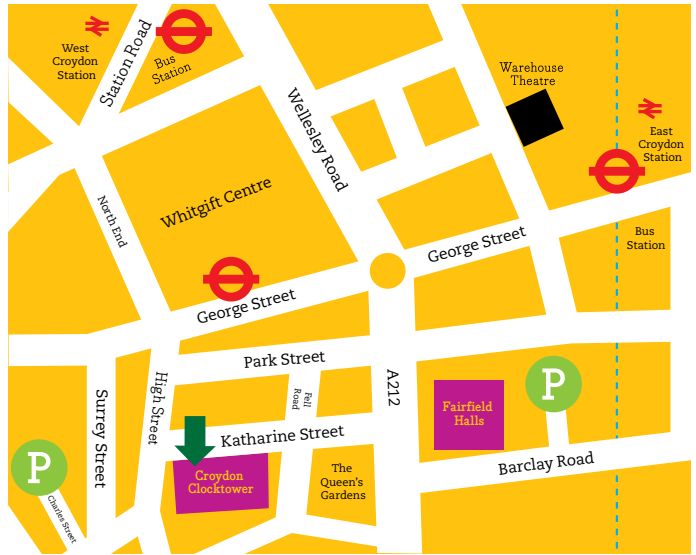 West
Croydon
Station
Station Road
Bus
Station
Wellesley Road
Warehouse
Theatre
East
Croydon
Station
Whitgift Centre
North End
George Street
Bus
Station
George Street
Park Street
A212
High Street
Fell
Road
Surrey Street
P
Fairfield
Halls
Katharine Street
P
Croydon
Clocktower
The
Queen's
Gardens
Barclay Road
Charles Street